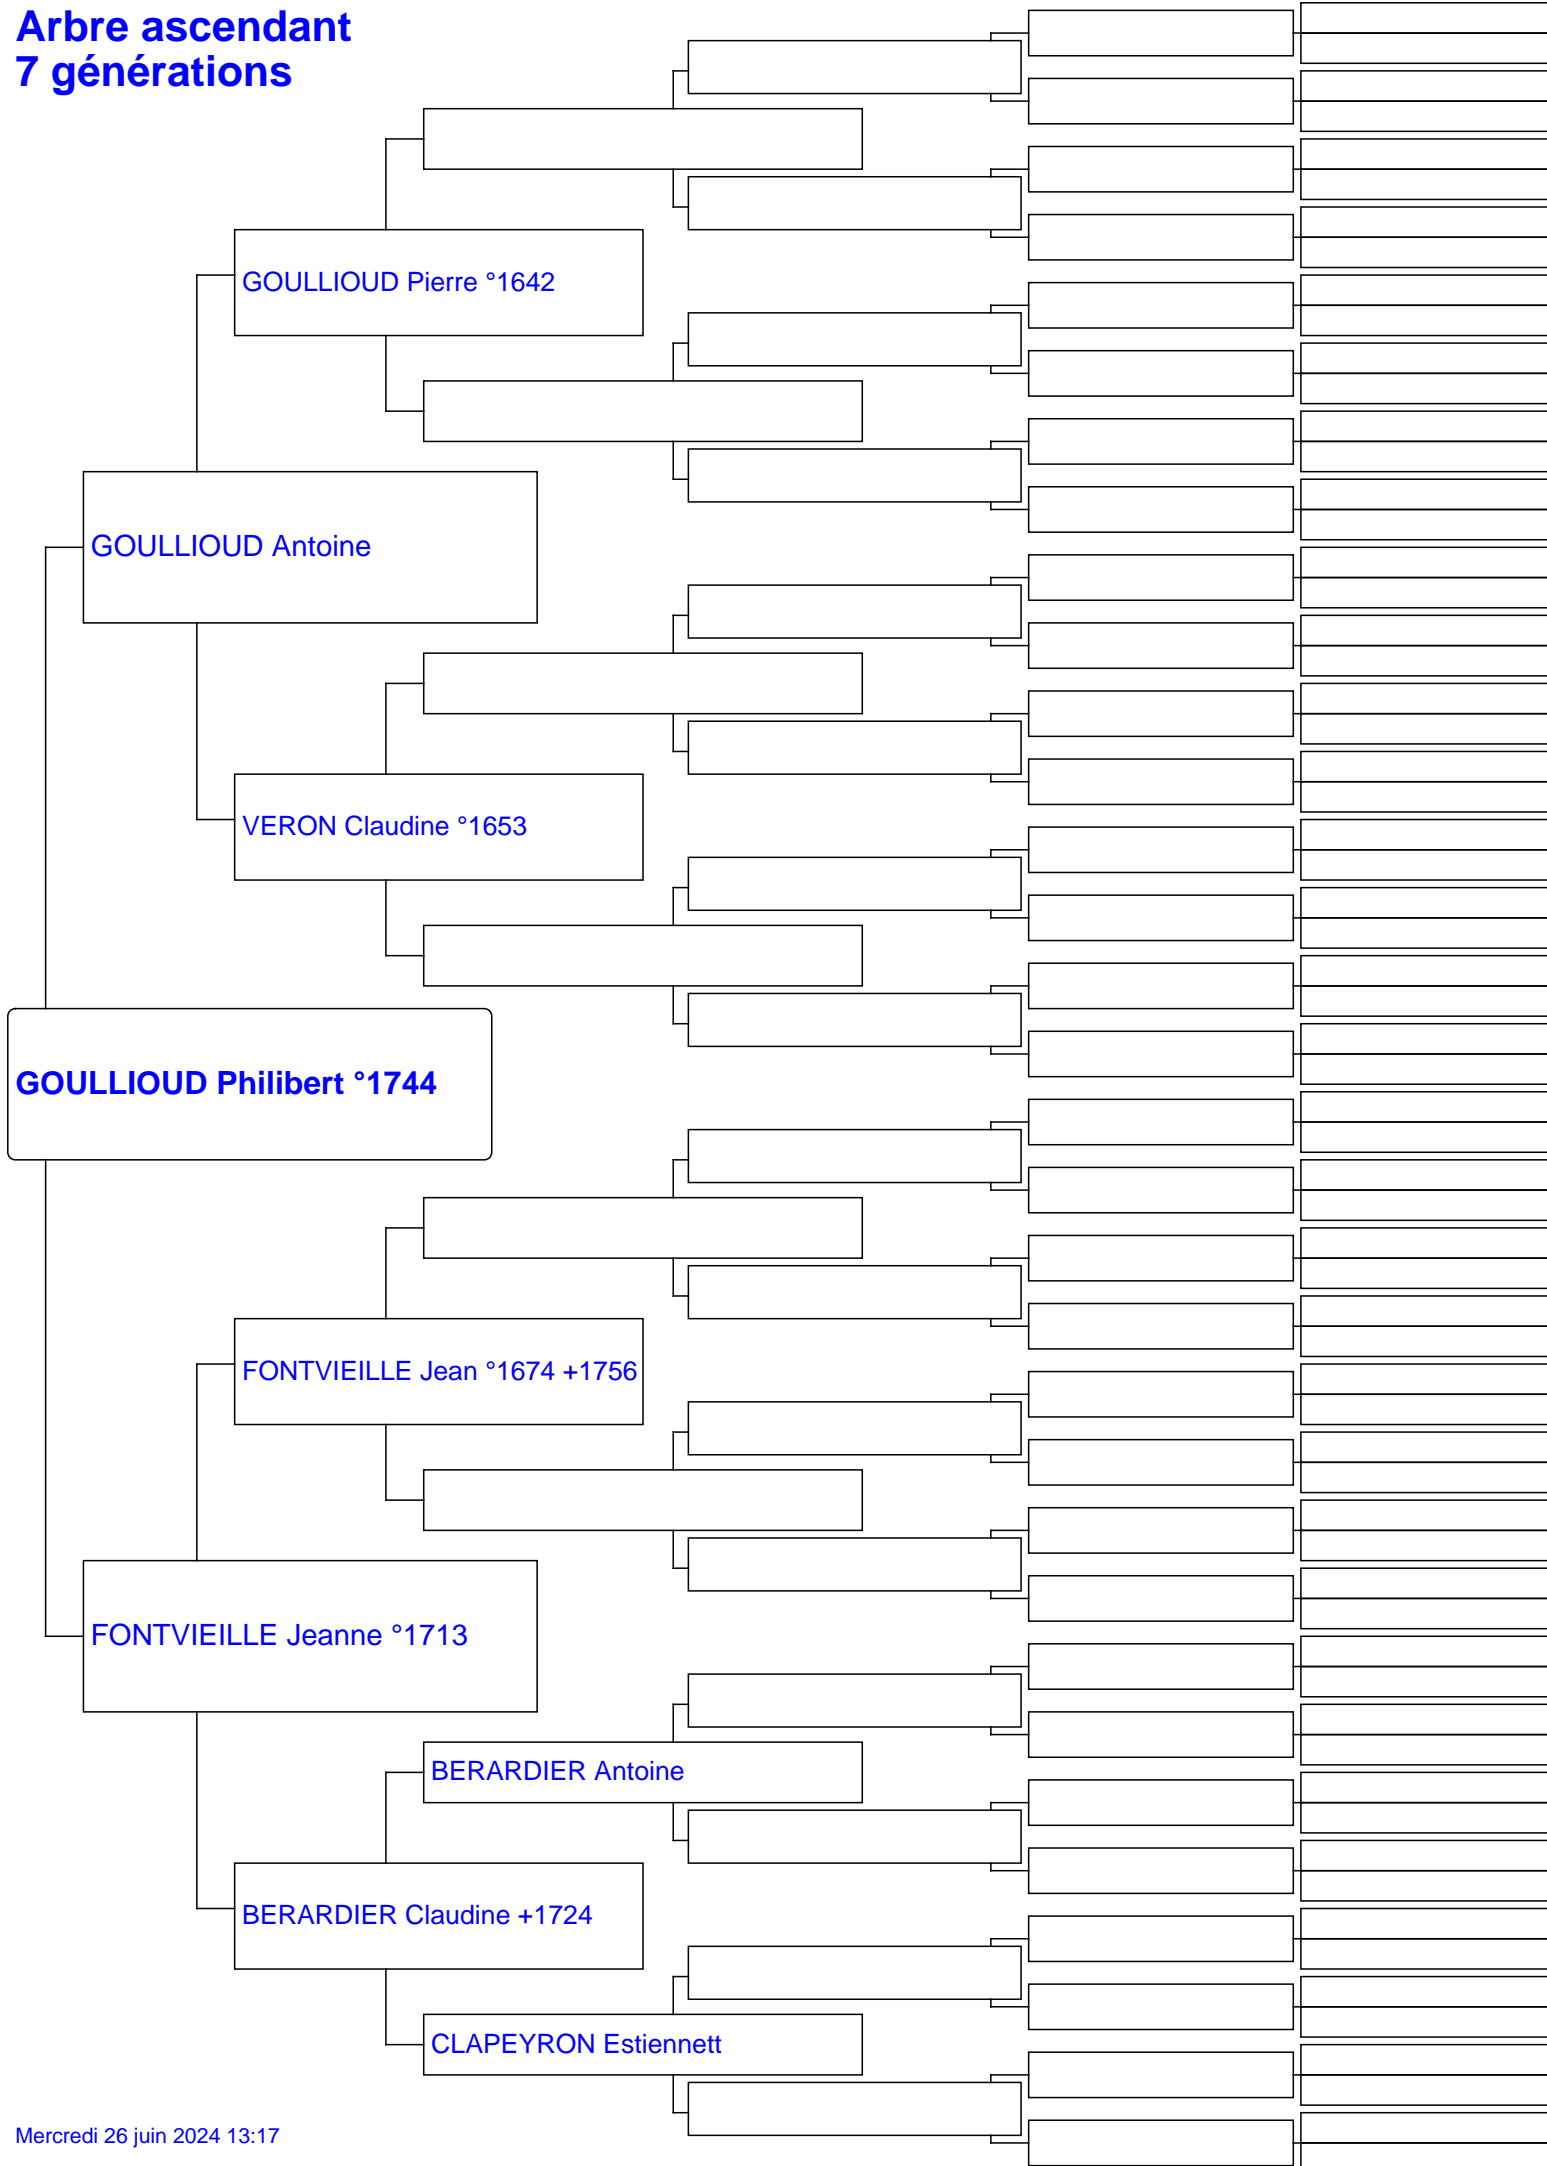 Arbre ascendant
7 générations
GOULLIOUD Pierre °1642
GOULLIOUD Antoine
VERON Claudine °1653
GOULLIOUD Philibert °1744
FONTVIEILLE Jean °1674 +1756
FONTVIEILLE Jeanne °1713
BERARDIER Antoine
BERARDIER Claudine +1724
CLAPEYRON Estiennett
Mercredi 26 juin 2024 13:17